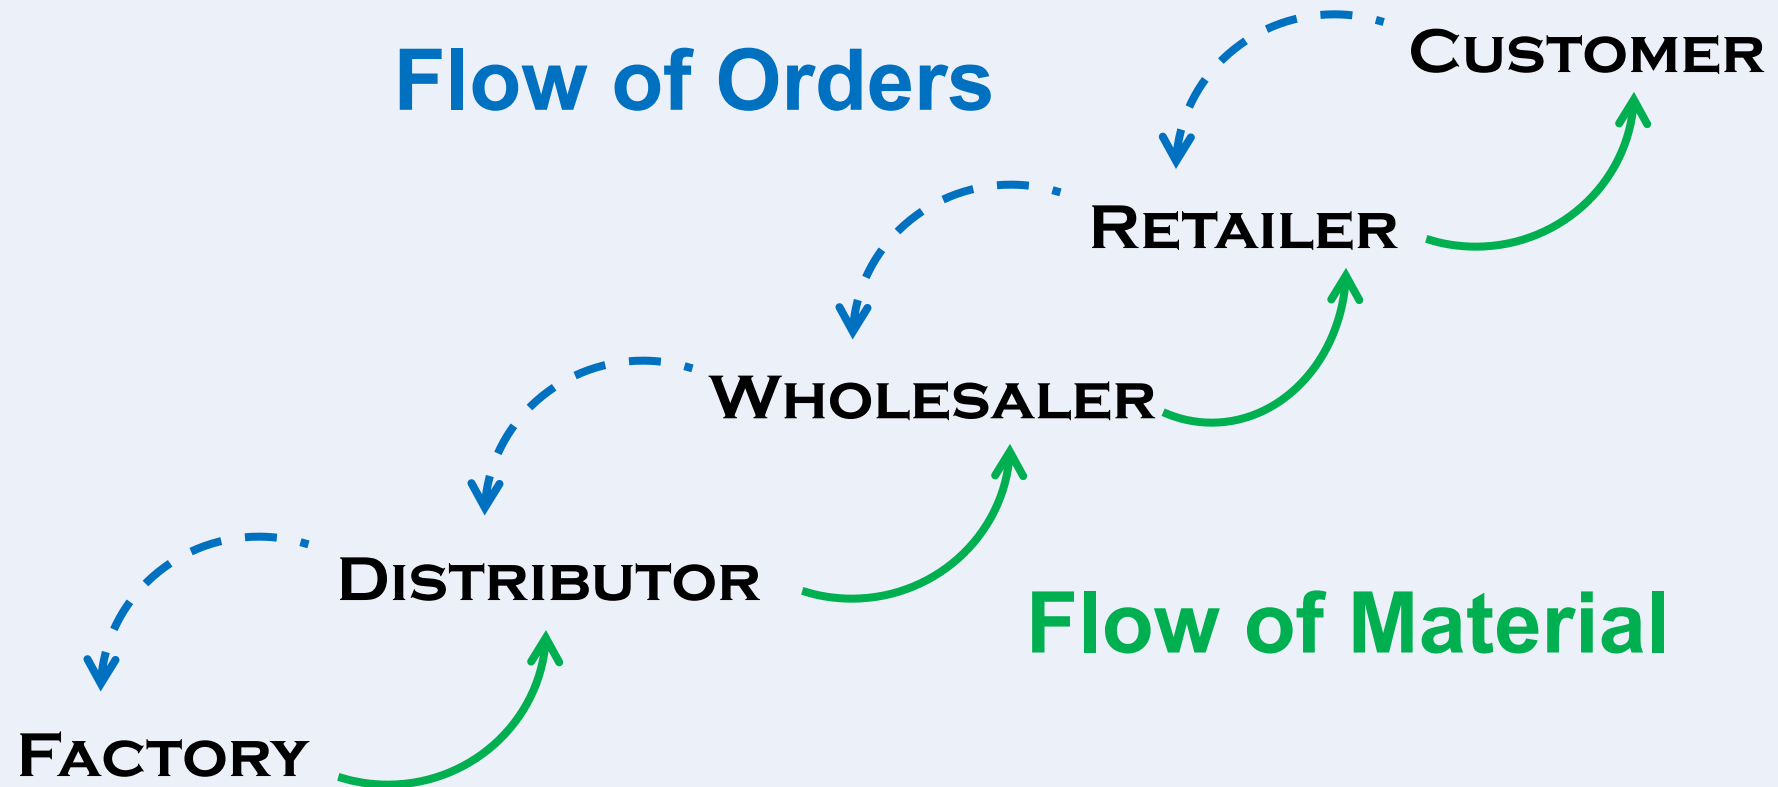 Flow of Orders
CUSTOMER
RETAILER
WHOLESALER
DISTRIBUTOR
Flow of Material
FACTORY